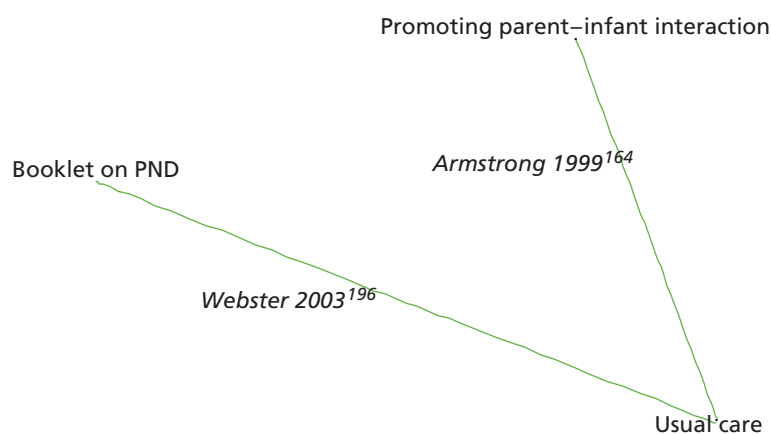 Promoting parent–infant interaction
Armstrong 1999164
Booklet on PND
Webster 2003196
Usual care